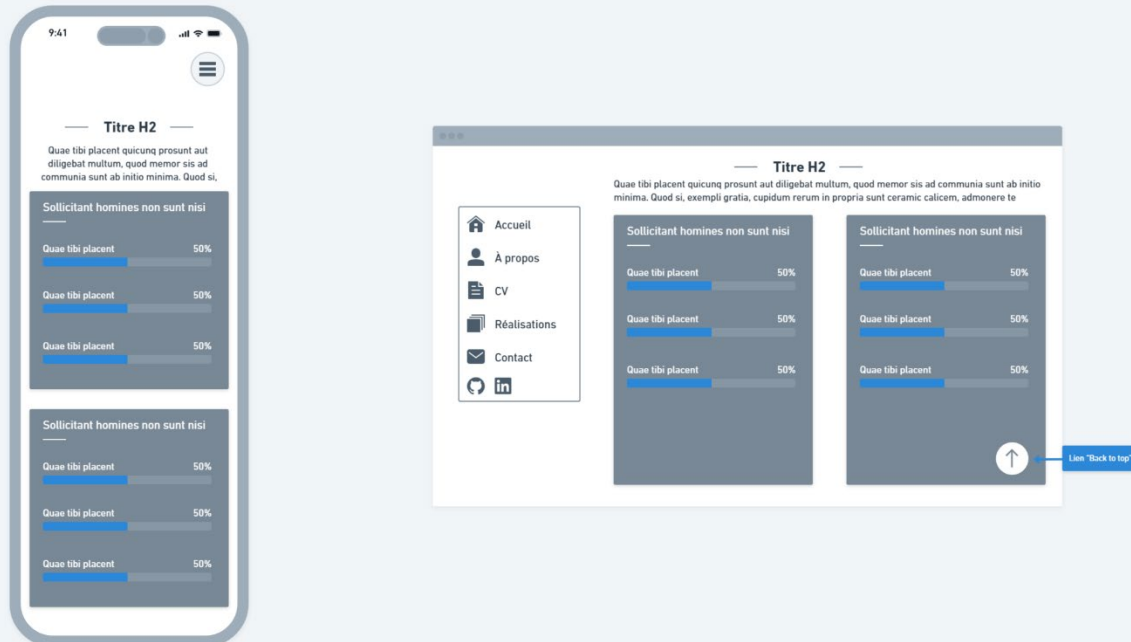 9:41
Titre H2
Quae tibi placent quicunq prosunt aut
diligebat multum, quod memor sis ad
communia sunt ab initio minima. Quod si,
Sollicitant homines non sunt nisi
Quae tibi placent 50%
Quae tibi placent 50%
Quae tibi placent 50%
Sollicitant homines non sunt nisi
Quae tibi placent 50%
Quae tibi placent 50%
Quae tibi placent 50%
Titre H2
Quae tibi placent quicunq prosunt aut diligebat multum, quod memor sis ad communia sunt ab initio
minima. Quod si, exempli gratia, cupidum rerum in propria sunt ceramic calicem, admonere te
Accueil
À propos
CV
Réalisations
Contact
in
Sollicitant homines non sunt nisi
Quae tibi placent 50%
Quae tibi placent 50%
Quae tibi placent 50%
Sollicitant homines non sunt nisi
Quae tibi placent 50%
Quae tibi placent 50%
Quae tibi placent 50%
Lien "Back to top"